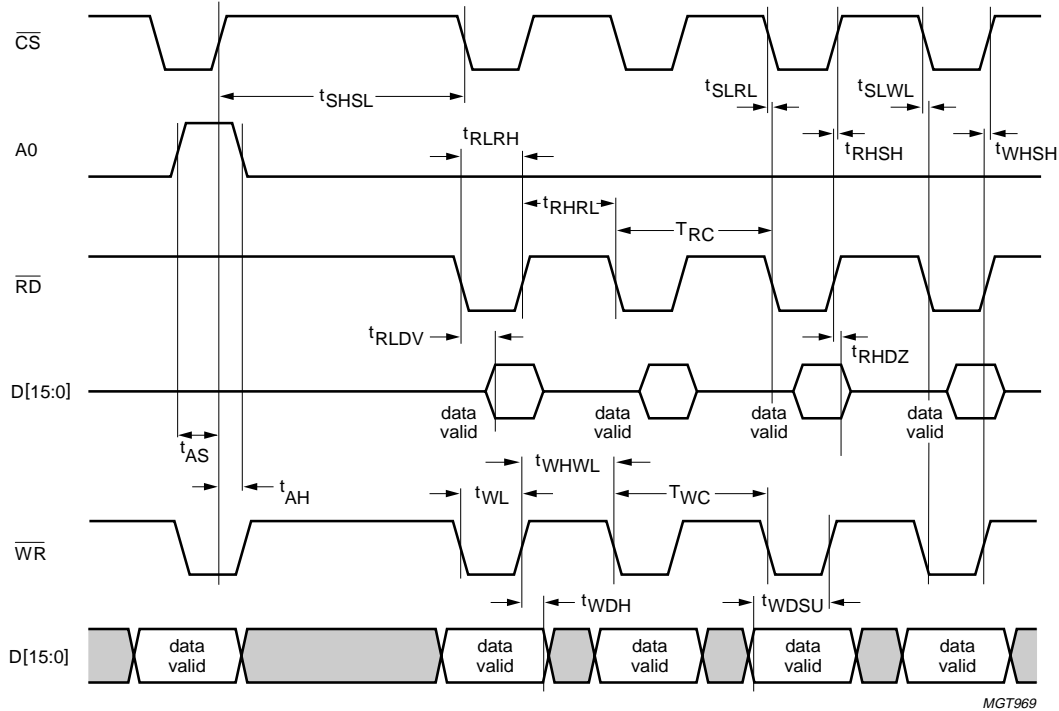 CS
tSHSL
tSLRL
tSLWL
A0
tRLRH
tRHSH
tWHSH
tRHRL
TRC
RD
tRLDV
tRHDZ
D[15:0]
data
valid
data
valid
data
valid
data
valid
tAS
tAH
tWHWL
tWL
TWC
WR
tWDH
tWDSU
D[15:0]
data
valid
data
valid
data
valid
data
valid
data
valid
MGT969